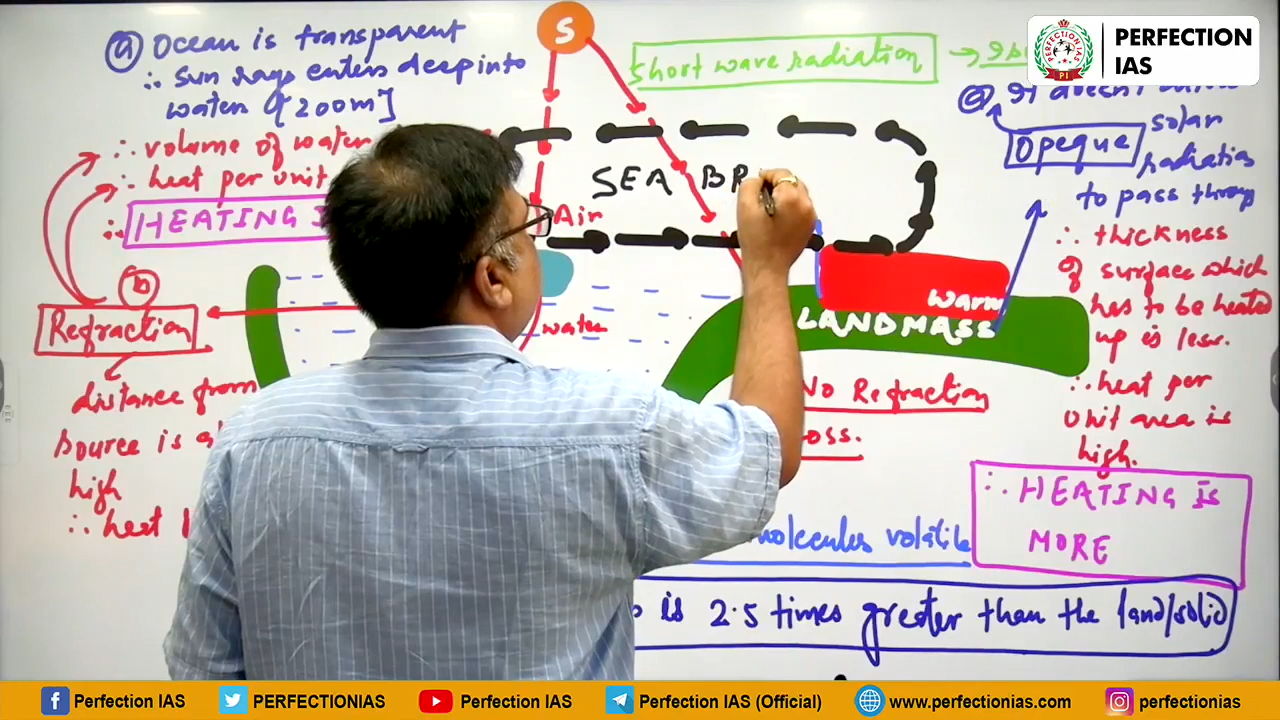 S
PERFECTION
IAS
PERFECTION IAS
PI
(a) Ocean is transparent
∴ sun rays enters deep into
water [200m]
∴ volume of water
∴ heat per unit
∴ HEATING
(b)
Refraction
distance from
source is
high
∴ heat
Short wave radiation →
SEA BR
Air
water
warm
LANDMASS
No Refraction
oss.
molecules volatile
is 2.5 times greater than the land/solid
It doesn't
Opeque
solar
radiation
to pass through
∴ thickness
of surface which
has to be heated
up is less.
∴ heat per
unit area is
high.
∴ HEATING IS
MORE
Perfection IAS
PERFECTIONIAS
Perfection IAS
Perfection IAS (Official)
www.perfectionias.com
perfectionias